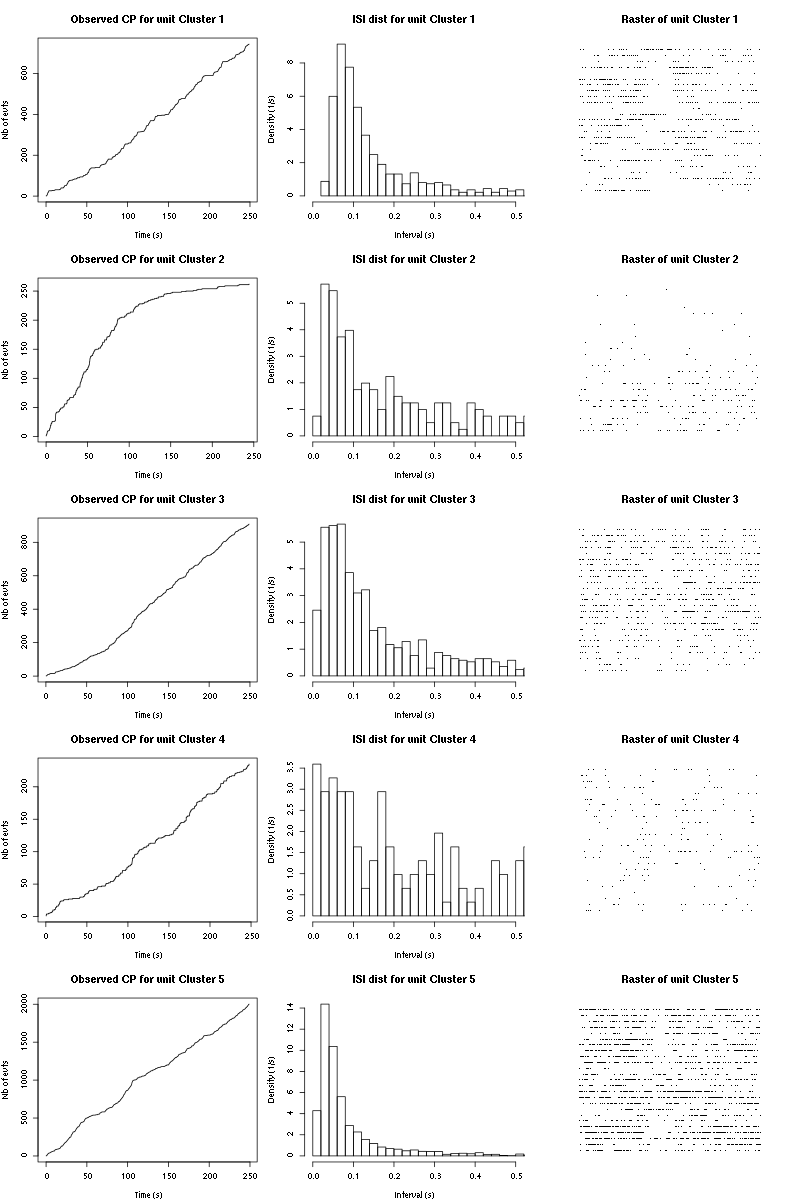 Observed CP for unit Cluster 1
ISI dist for unit Cluster 1
Raster of unit Cluster 1
Nb of evts
0 200 400 600
0 50 100 150 200 250
Time (s)
Density (1/s)
0 2 4 6 8
0.0 0.1 0.2 0.3 0.4 0.5
Interval (s)
Observed CP for unit Cluster 2
ISI dist for unit Cluster 2
Raster of unit Cluster 2
Nb of evts
0 50 100 150 200 250
0 50 100 150 200 250
Time (s)
Density (1/s)
0 1 2 3 4 5
0.0 0.1 0.2 0.3 0.4 0.5
Interval (s)
Observed CP for unit Cluster 3
ISI dist for unit Cluster 3
Raster of unit Cluster 3
Nb of evts
0 200 400 600 800
0 50 100 150 200 250
Time (s)
Density (1/s)
0 1 2 3 4 5
0.0 0.1 0.2 0.3 0.4 0.5
Interval (s)
Observed CP for unit Cluster 4
ISI dist for unit Cluster 4
Raster of unit Cluster 4
Nb of evts
0 50 100 150 200
0 50 100 150 200 250
Time (s)
Density (1/s)
0.0 0.5 1.0 1.5 2.0 2.5 3.0 3.5
0.0 0.1 0.2 0.3 0.4 0.5
Interval (s)
Observed CP for unit Cluster 5
ISI dist for unit Cluster 5
Raster of unit Cluster 5
Nb of evts
0 500 1000 1500 2000
0 50 100 150 200 250
Time (s)
Density (1/s)
0 2 4 6 8 10 12 14
0.0 0.1 0.2 0.3 0.4 0.5
Interval (s)